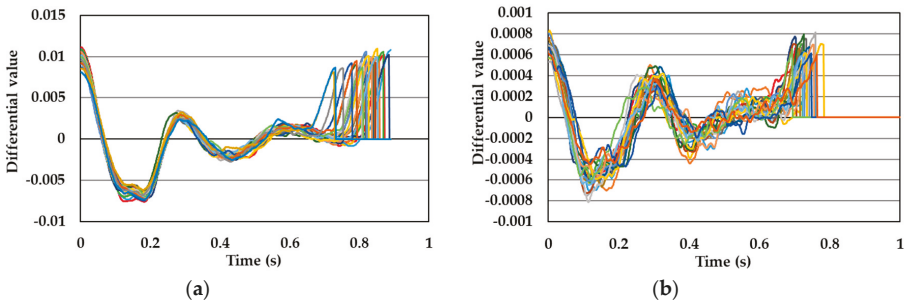 (a)
Differential value
0.015
0.01
0.005
0
-0.005
-0.01
0 0.2 0.4 0.6 0.8 1
Time (s)
(a)
(b)
Differential value
0.001
0.0008
0.0006
0.0004
0.0002
0
-0.0002
-0.0004
-0.0006
-0.0008
-0.001
0 0.2 0.4 0.6 0.8 1
Time (s)
(b)